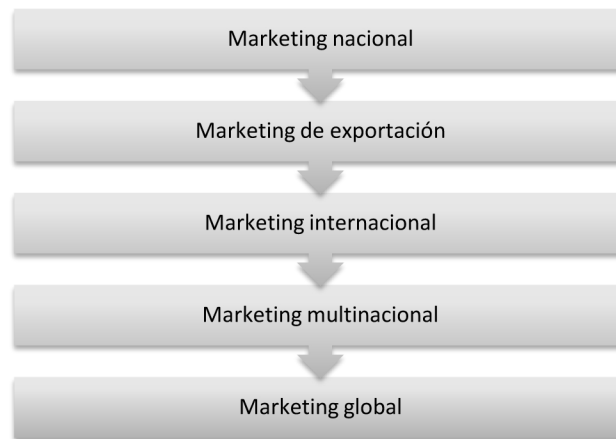 Marketing nacional
Marketing de exportación
Marketing internacional
Marketing multinacional
Marketing global